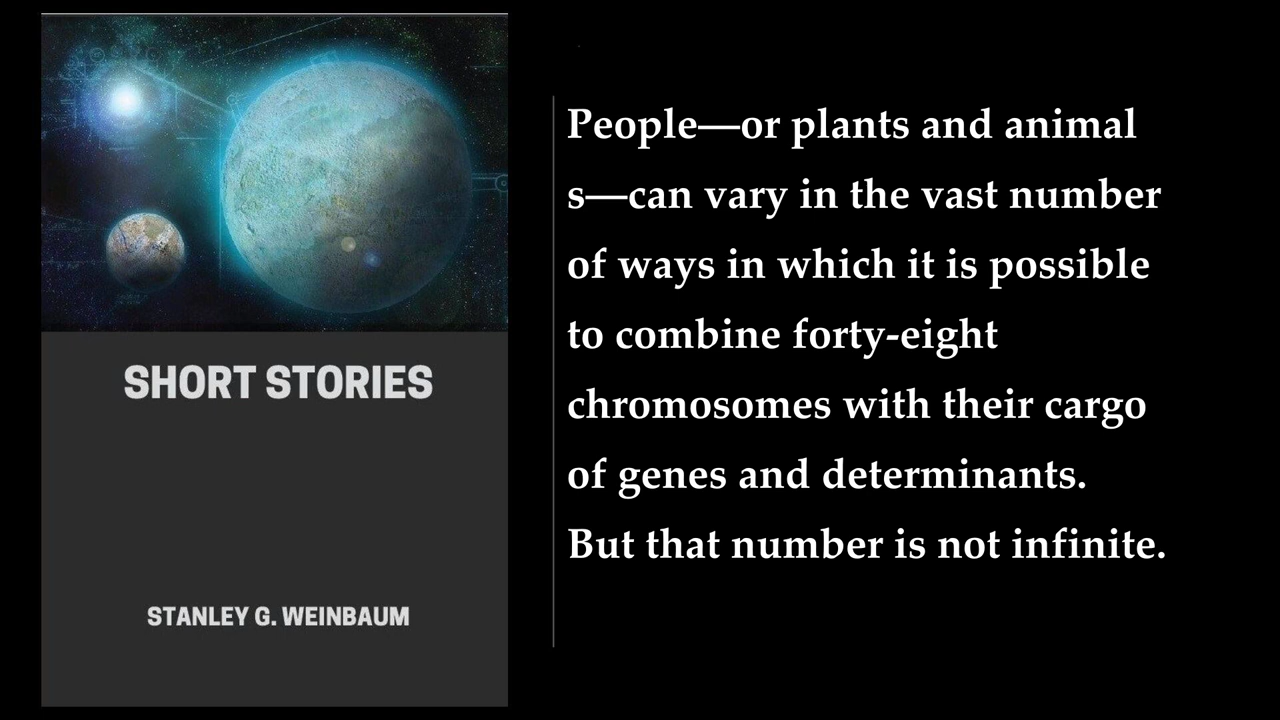 SHORT STORIES
STANLEY G. WEINBAUM
People—or plants and animal
s—can vary in the vast number
of ways in which it is possible
to combine forty-eight
chromosomes with their cargo
of genes and determinants.
But that number is not infinite.